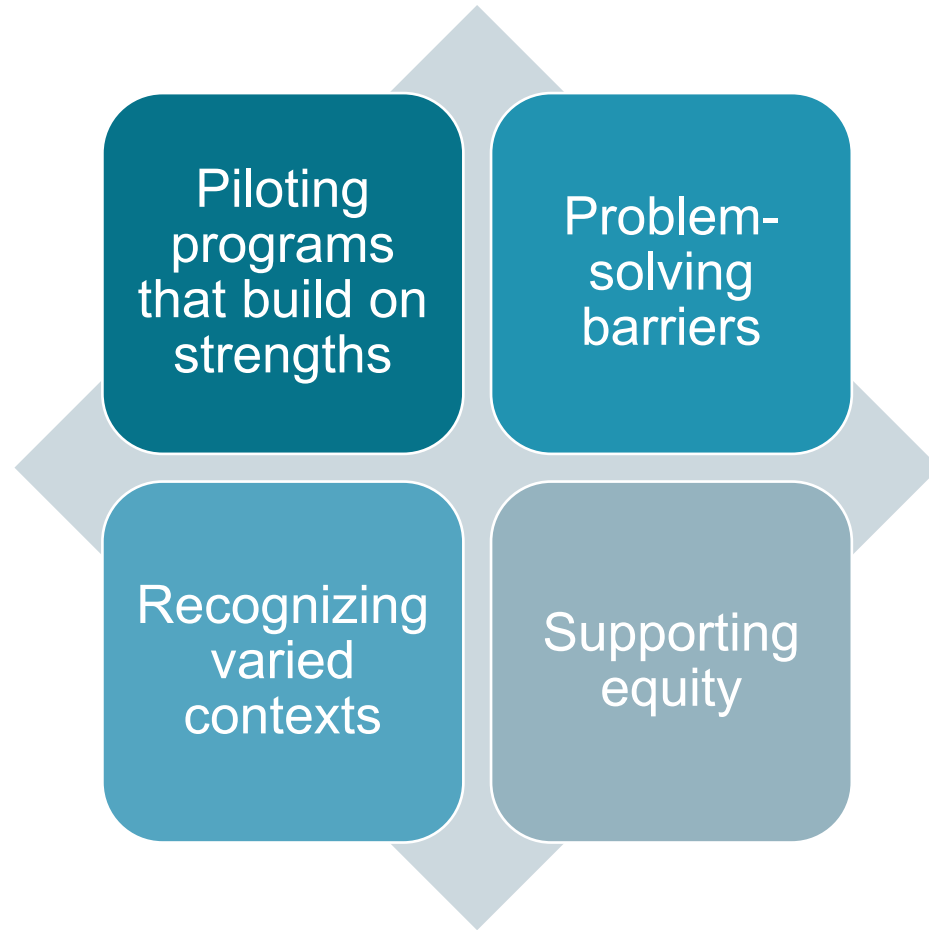 Piloting
programs
that build on
strengths
Problem-
solving
barriers
Recognizing
varied
contexts
Supporting
equity